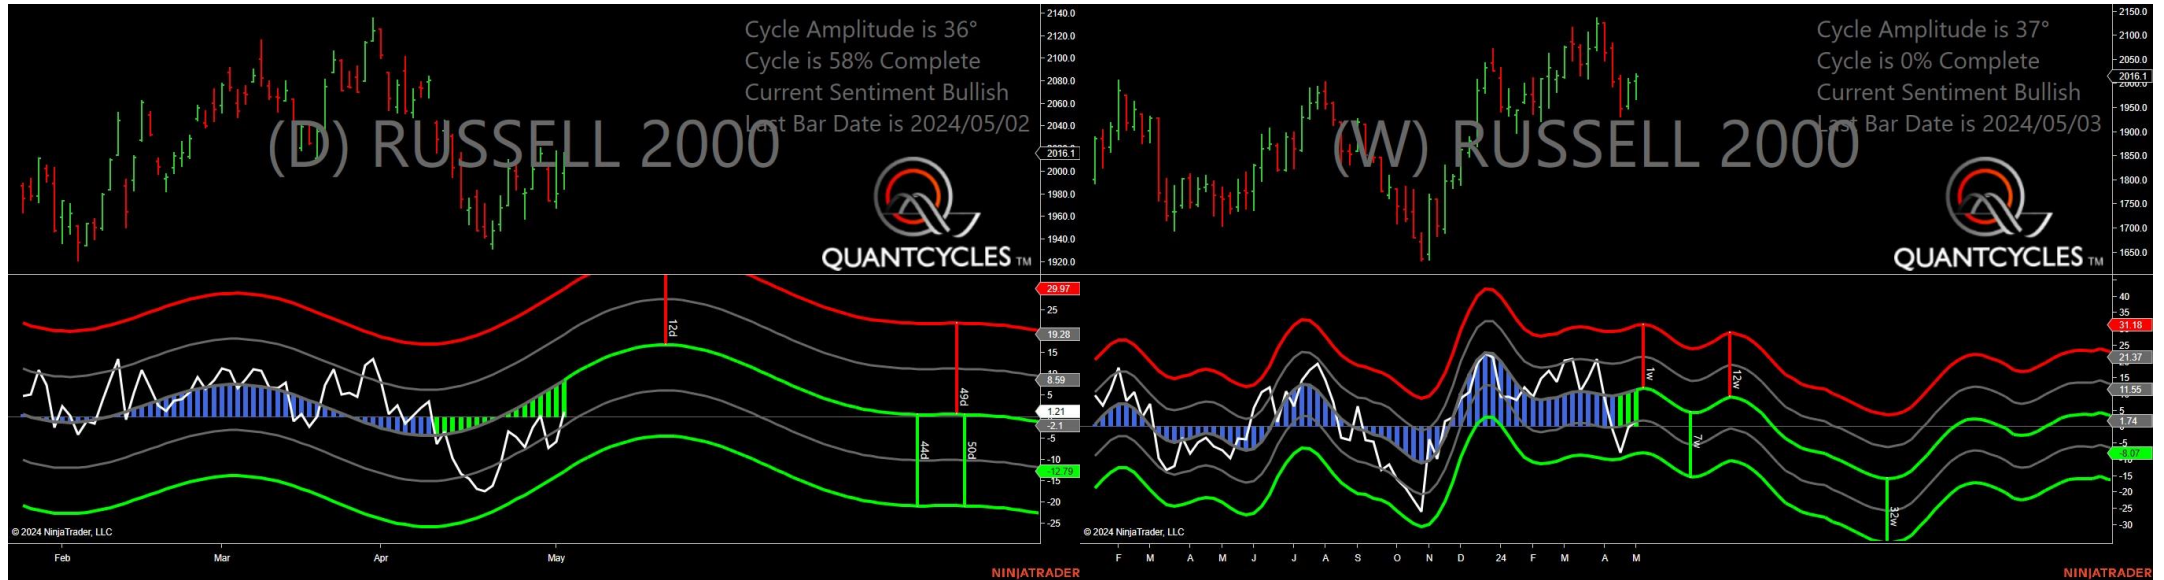 Cycle Amplitude is 36°
Cycle is 58% Complete
Current Sentiment Bullish
Last Bar Date is 2024/05/02
(D) RUSSELL 2000
QUANTCYCLES TM
2140.0
2120.0
2100.0
2080.0
2060.0
2040.0
2016.1
2000.0
1980.0
1960.0
1940.0
1920.0
29.97
25
19.28
15
8.59
5
1.21
-2.1
-5
-10
-12.79
-15
-20
-25
12d
49d
44d
50d
© 2024 NinjaTrader, LLC
Feb
Mar
Apr
May
NINJATRADER
Cycle Amplitude is 37°
Cycle is 0% Complete
Current Sentiment Bullish
Last Bar Date is 2024/05/03
(W) RUSSELL 2000
QUANTCYCLES TM
2150.0
2100.0
2050.0
2016.1
2000.0
1950.0
1900.0
1850.0
1800.0
1750.0
1700.0
1650.0
40
35
31.18
25
21.37
15
11.55
5
1.74
-5
-8.07
-15
-20
-25
-30
1w
12w
7w
32w
© 2024 NinjaTrader, LLC
F
M
A
M
J
J
A
S
O
N
D
24
F
M
A
M
NINJATRADER